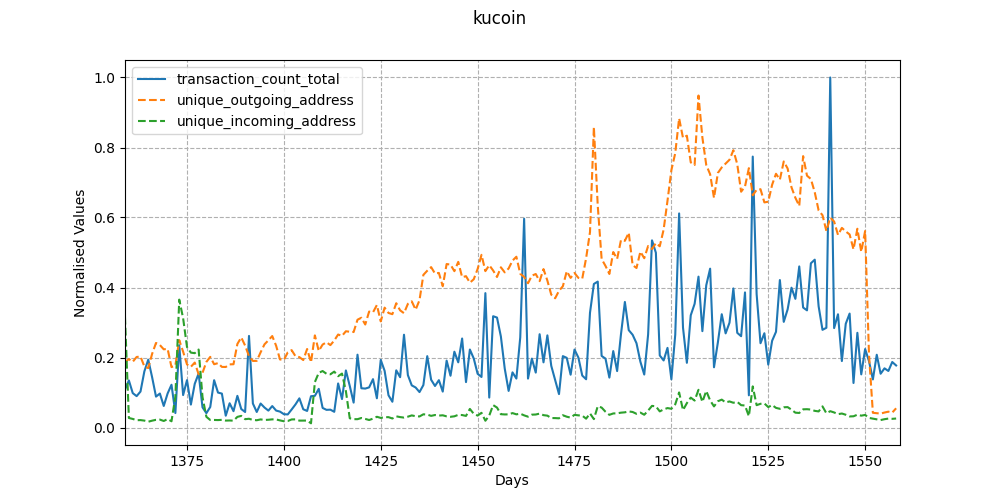 kucoin
transaction_count_total
unique_outgoing_address
unique_incoming_address
Normalised Values
1.0
0.8
0.6
0.4
0.2
0.0
1375 1400 1425 1450 1475 1500 1525 1550
Days